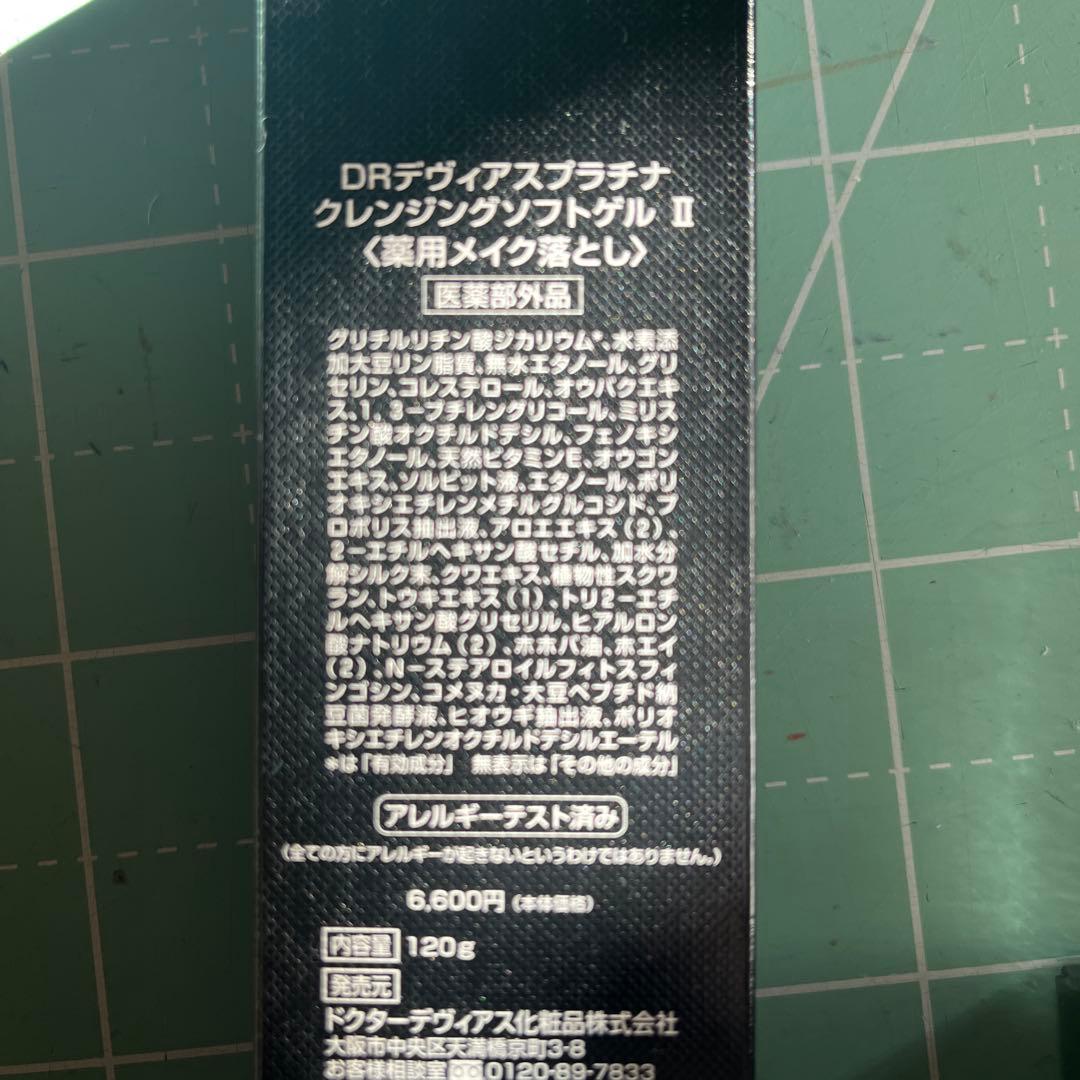 DRデヴィアスプラチナ
クレンジングソフトゲル Ⅱ
〈薬用メイク落とし〉
医薬部外品
グリチルリチン酸ジカリウム*、水素添
加大豆リン脂質、無水エタノール、グリ
セリン、コレステロール、オウバクエキ
ス、1,3-ブチレングリコール、ミリス
チン酸オクチルドデシル、フェノキシ
エタノール、天然ビタミンE、オウゴン
エキス、ソルビット液、エタノール、ポリ
オキシエチレンメチルグルコシド、プ
ロポリス抽出液、アロエエキス(2)、
2-エチルヘキサン酸セチル、加水分
解シルク末、クワエキス、植物性スクワ
ラン、トウキエキス(1)、トリ2-エチ
ルヘキサン酸グリセリル、ヒアルロン
酸ナトリウム(2)、ホホバ油、ホエイ
(2)、N-ステアロイルフィトスフィ
ンゴシン、コメヌカ・大豆ペプチド納
豆菌発酵液、ヒオウギ抽出液、ポリオ
キシエチレンオクチルドデシルエーテル
*は「有効成分」 無表示は「その他の成分」
アレルギーテスト済み
(全ての方にアレルギーが起きないというわけではありません。)
6,600円(本体価格)
内容量 120g
発売元
ドクターデヴィアス化粧品株式会社
大阪市中央区天満橋京町3-8
お客様相談室 0120-89-7833